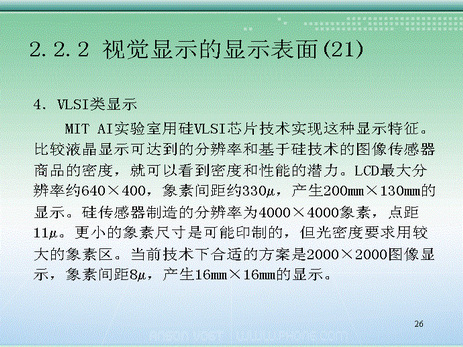 2.2.2 视觉显示的显示表面(21)
4. VLSI类显示
MIT AI实验室用硅VLSI芯片技术实现这种显示特征。
比较液晶显示可达到的分辨率和基于硅技术的图像传感器
商品的密度，就可以看到密度和性能的潜力。LCD最大分
辨率约640×400，象素间距约330μ，产生200mm×130mm的
显示。硅传感器制造的分辨率为4000×4000象素，点距
11μ。更小的象素尺寸是可能印制的，但光密度要求用较
大的象素区。当前技术下合适的方案是2000×2000图像显
示，象素间距8μ，产生16mm×16mm的显示。
26